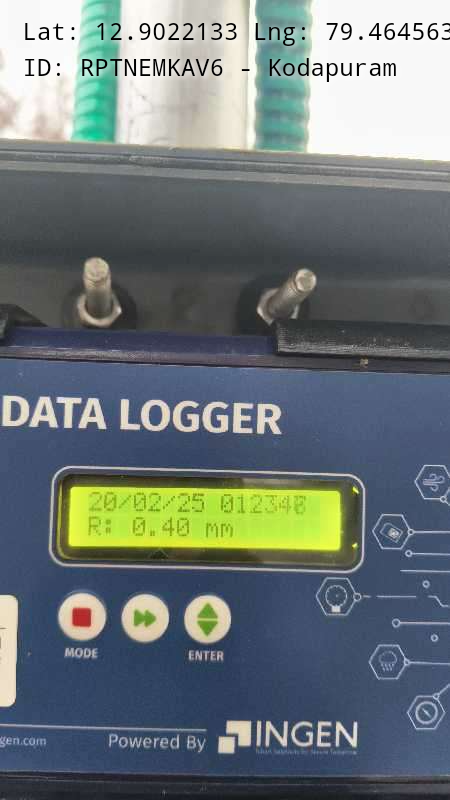 Lat: 12.9022133 Lng: 79.464563
ID: RPTNEMKAV6 - Kodapuram
DATA LOGGER
20/02/25 012348
R: 0.40 mm
MODE
ENTER
gen.com
Powered By INGEN